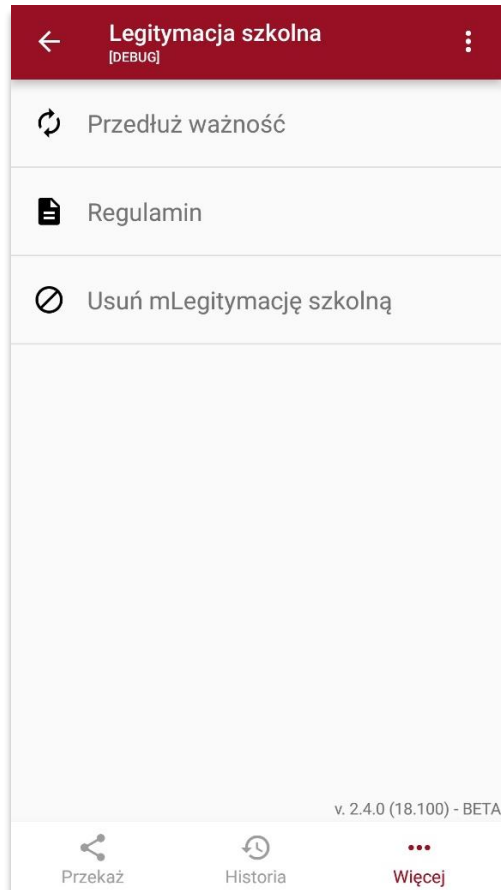 Legitymacja szkolna
[DEBUG]
Przedłuż ważność
Regulamin
Usuń mLegitymację szkolną
v. 2.4.0 (18.100) - BETA
Przekaż Historia Więcej